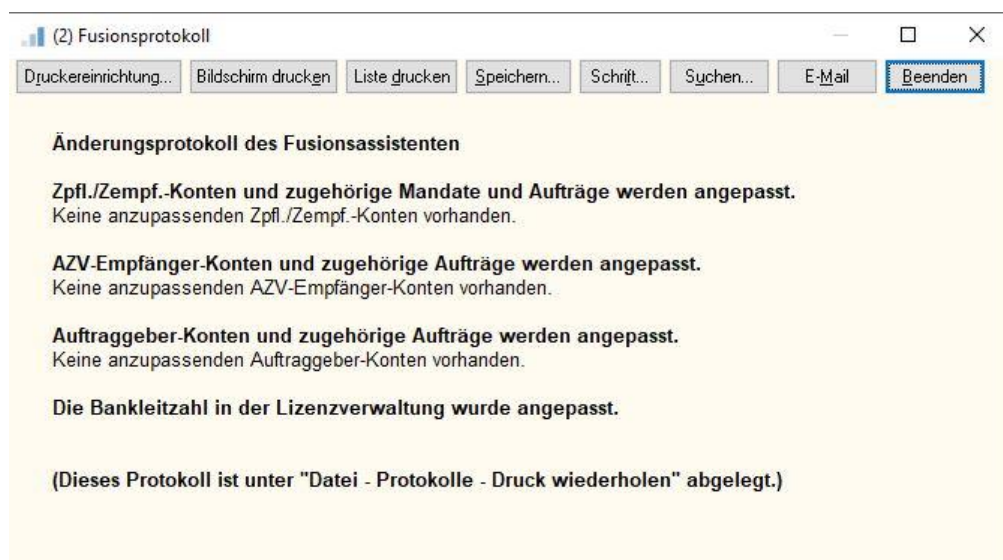 (2) Fusionsprotokoll
Druckereinrichtung... Bildschirm drucken Liste drucken Speichern... Schrift... Suchen... E-Mail Beenden
Änderungsprotokoll des Fusionsassistenten
Zpfl./Zempf.-Konten und zugehörige Mandate und Aufträge werden angepasst.
Keine anzupassenden Zpfl./Zempf.-Konten vorhanden.
AZV-Empfänger-Konten und zugehörige Aufträge werden angepasst.
Keine anzupassenden AZV-Empfänger-Konten vorhanden.
Auftraggeber-Konten und zugehörige Aufträge werden angepasst.
Keine anzupassenden Auftraggeber-Konten vorhanden.
Die Bankleitzahl in der Lizenzverwaltung wurde angepasst.
(Dieses Protokoll ist unter "Datei - Protokolle - Druck wiederholen" abgelegt.)